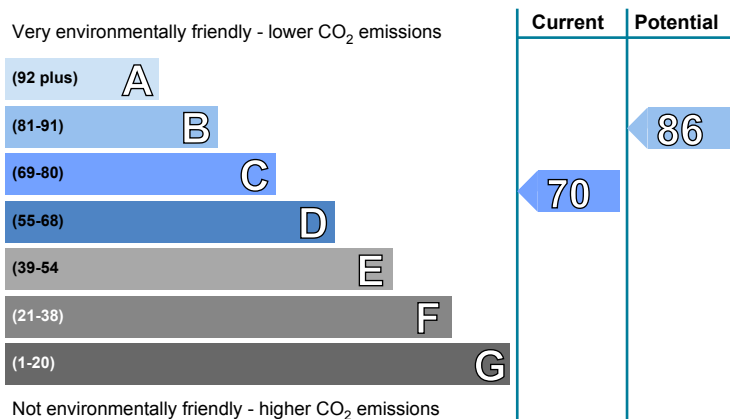 Very environmentally friendly - lower CO2 emissions
Current
Potential
(92 plus) A
(81-91) B
86
(69-80) C
70
(55-68) D
(39-54 E
(21-38) F
(1-20) G
Not environmentally friendly - higher CO2 emissions